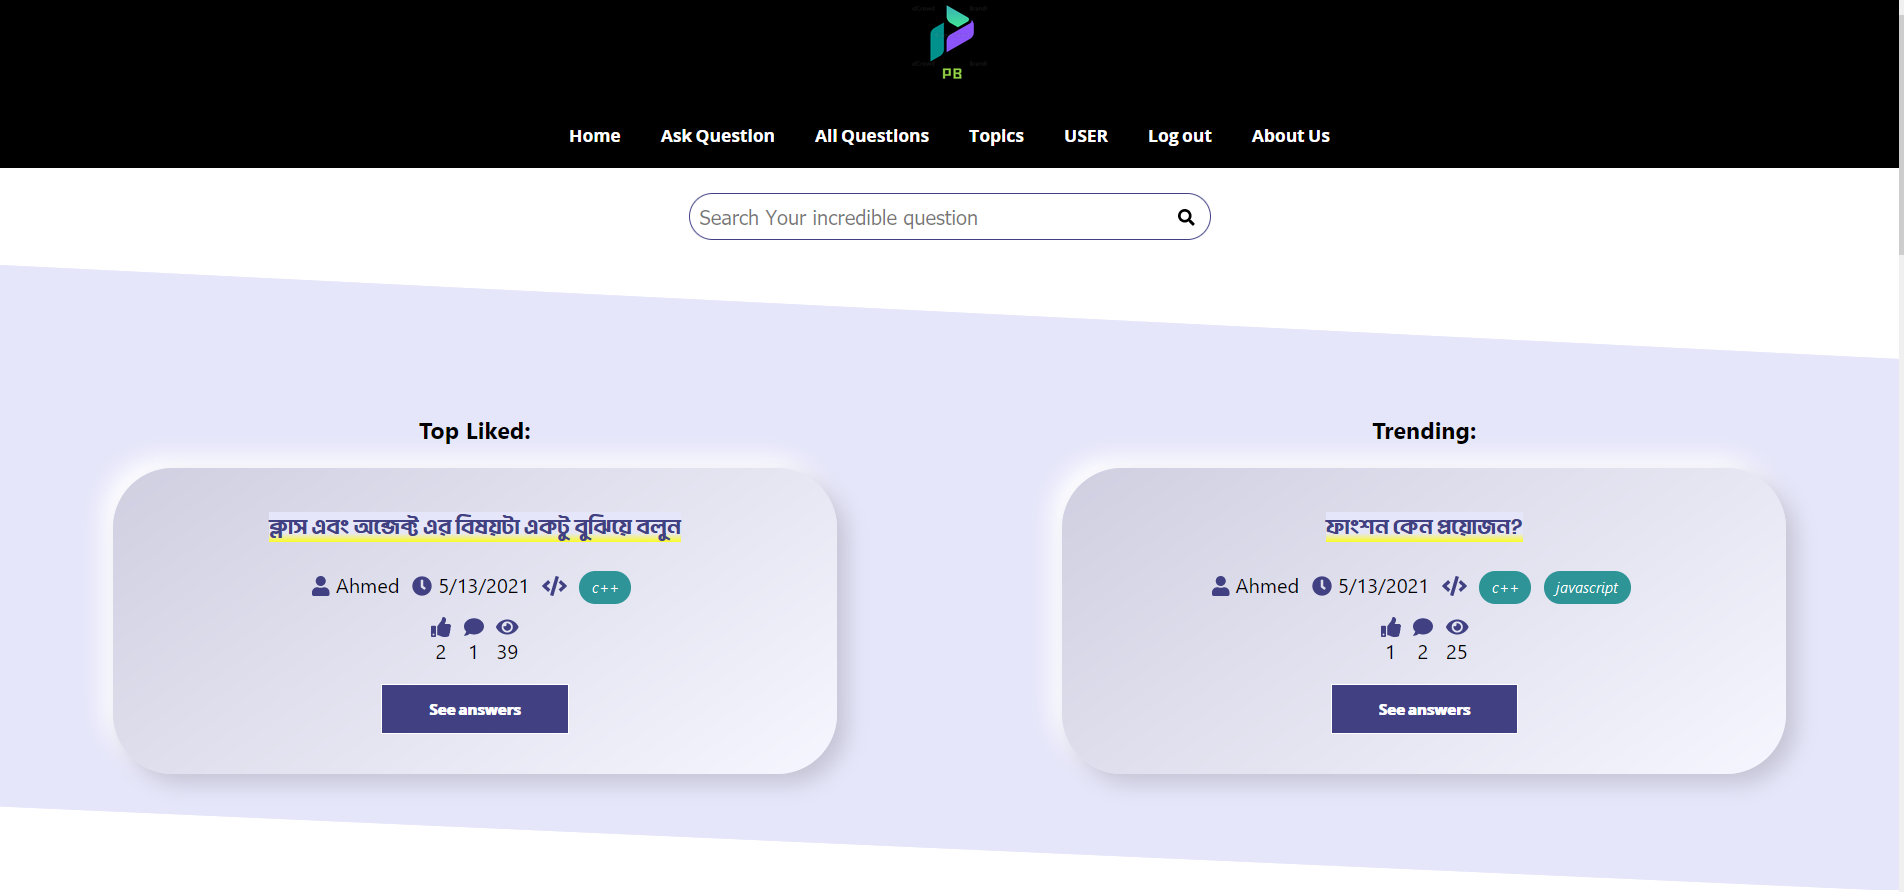 PB
Home Ask Question All Questions Topics USER Log out About Us
Search Your incredible question
Top Liked:
ক্লাস এবং অব্জেক্ট এর বিষয়টা একটু বুঝিয়ে বলুন
Ahmed 5/13/2021 </> c++
2 1 39
See answers
Trending:
ফাংশন কেন প্রয়োজন?
Ahmed 5/13/2021 </> c++ javascript
1 2 25
See answers